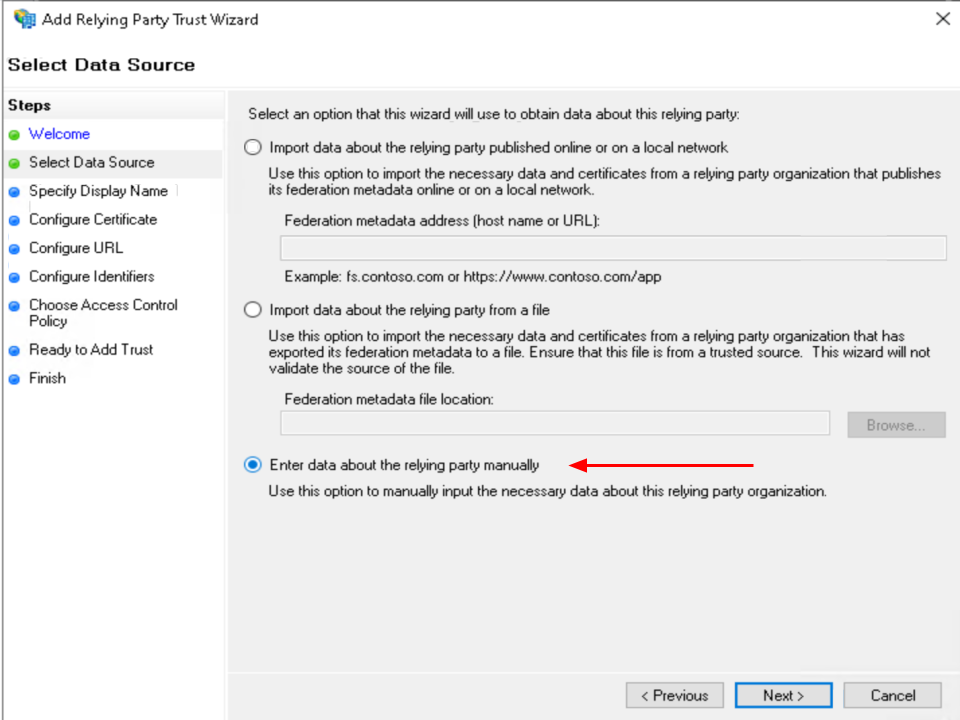 Add Relying Party Trust Wizard
Select Data Source
Steps
Welcome
Select Data Source
Specify Display Name
Configure Certificate
Configure URL
Configure Identifiers
Choose Access Control
Policy
Ready to Add Trust
Finish
Select an option that this wizard will use to obtain data about this relying party:
Import data about the relying party published online or on a local network
Use this option to import the necessary data and certificates from a relying party organization that publishes
its federation metadata online or on a local network.
Federation metadata address (host name or URL):
Example: fs.contoso.com or https://www.contoso.com/app
Import data about the relying party from a file
Use this option to import the necessary data and certificates from a relying party organization that has
exported its federation metadata to a file. Ensure that this file is from a trusted source.  This wizard will not
validate the source of the file.
Federation metadata file location:
Browse...
Enter data about the relying party manually
Use this option to manually input the necessary data about this relying party organization.
< Previous
Next >
Cancel